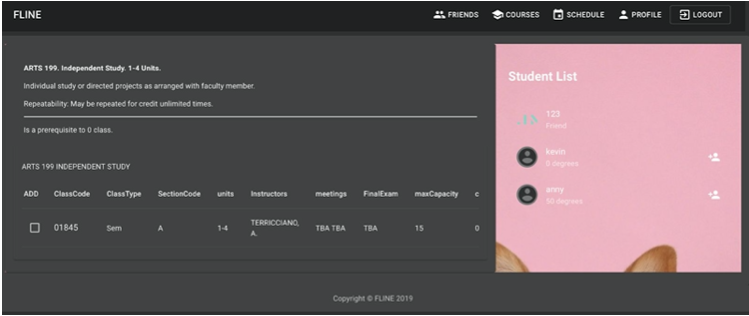 FLINE
FRIENDS COURSES SCHEDULE PROFILE LOGOUT
ARTS 199. Independent Study. 1-4 Units.
Individual study or directed projects as arranged with faculty member.
Repeatability: May be repeated for credit unlimited times.
Is a prerequisite to 0 class.
ARTS 199 INDEPENDENT STUDY
ADD ClassCode ClassType SectionCode units Instructors meetings FinalExam maxCapacity c
01845 Sem A 1-4 TERRICCIANO, A. TBA TBA TBA 15 0
Student List
123
Friend
kevin
0 degrees
anny
50 degrees
Copyright © FLINE 2019